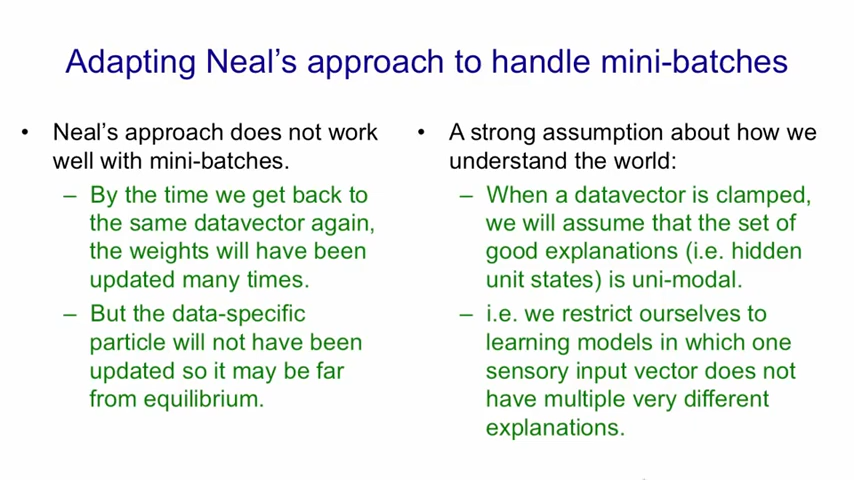 Adapting Neal's approach to handle mini-batches
• Neal's approach does not work
well with mini-batches.
– By the time we get back to
the same datavector again,
the weights will have been
updated many times.
– But the data-specific
particle will not have been
updated so it may be far
from equilibrium.
• A strong assumption about how we
understand the world:
– When a datavector is clamped,
we will assume that the set of
good explanations (i.e. hidden
unit states) is uni-modal.
– i.e. we restrict ourselves to
learning models in which one
sensory input vector does not
have multiple very different
explanations.